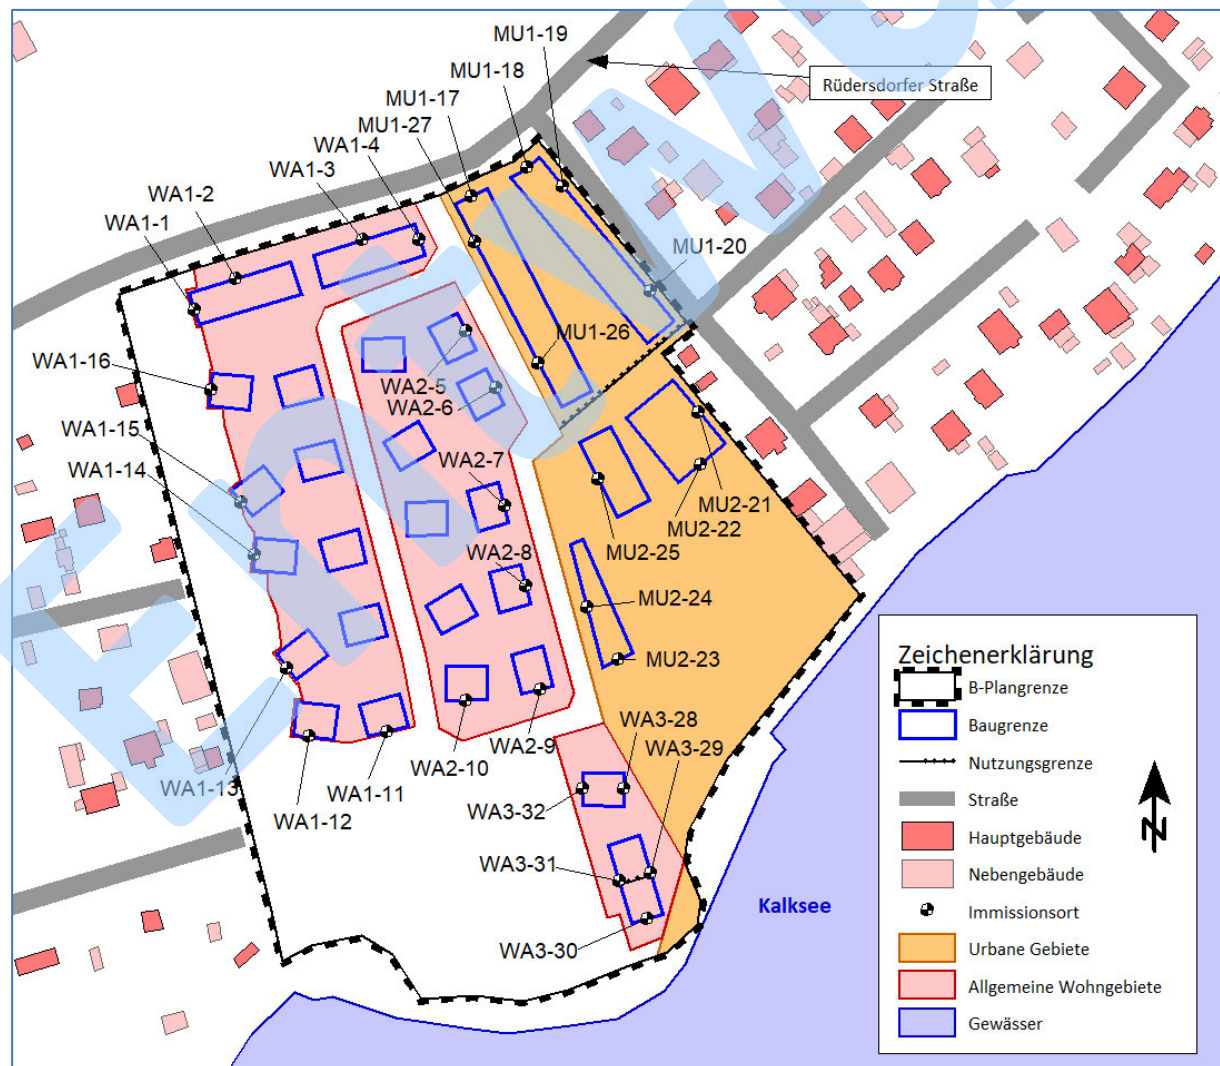 MU1-19
MU1-18
MU1-17
MU1-27
WA1-4
WA1-3
WA1-2
WA1-1
Rüdersdorfer Straße
MU1-20
MU1-26
WA1-16
WA2-5
WA2-6
WA1-15
WA1-14
WA2-7
MU2-21
MU2-22
MU2-25
WA2-8
MU2-24
MU2-23
WA3-28
WA3-29
WA2-9
WA2-10
WA1-13
WA1-11
WA1-12
WA3-32
WA3-31
WA3-30
Kalksee
Zeichenerklärung
B-Plangrenze
Baugrenze
Nutzungsgrenze
Straße
Hauptgebäude
Nebengebäude
Immissionsort
Urbane Gebiete
Allgemeine Wohngebiete
Gewässer
N
Entwurf